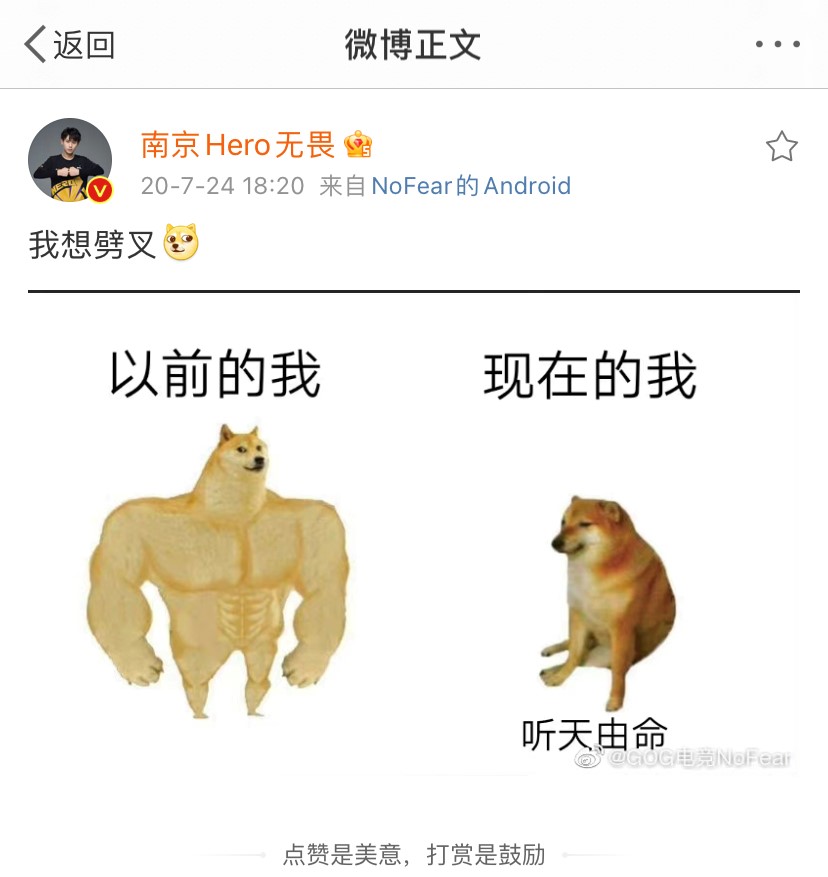 返回 微博正文
南京Hero无畏
20-7-24 18:20 来自NoFear的Android
我想劈叉
以前的我 现在的我
听天由命
@GOG电竞NoFear
点赞是美意，打赏是鼓励